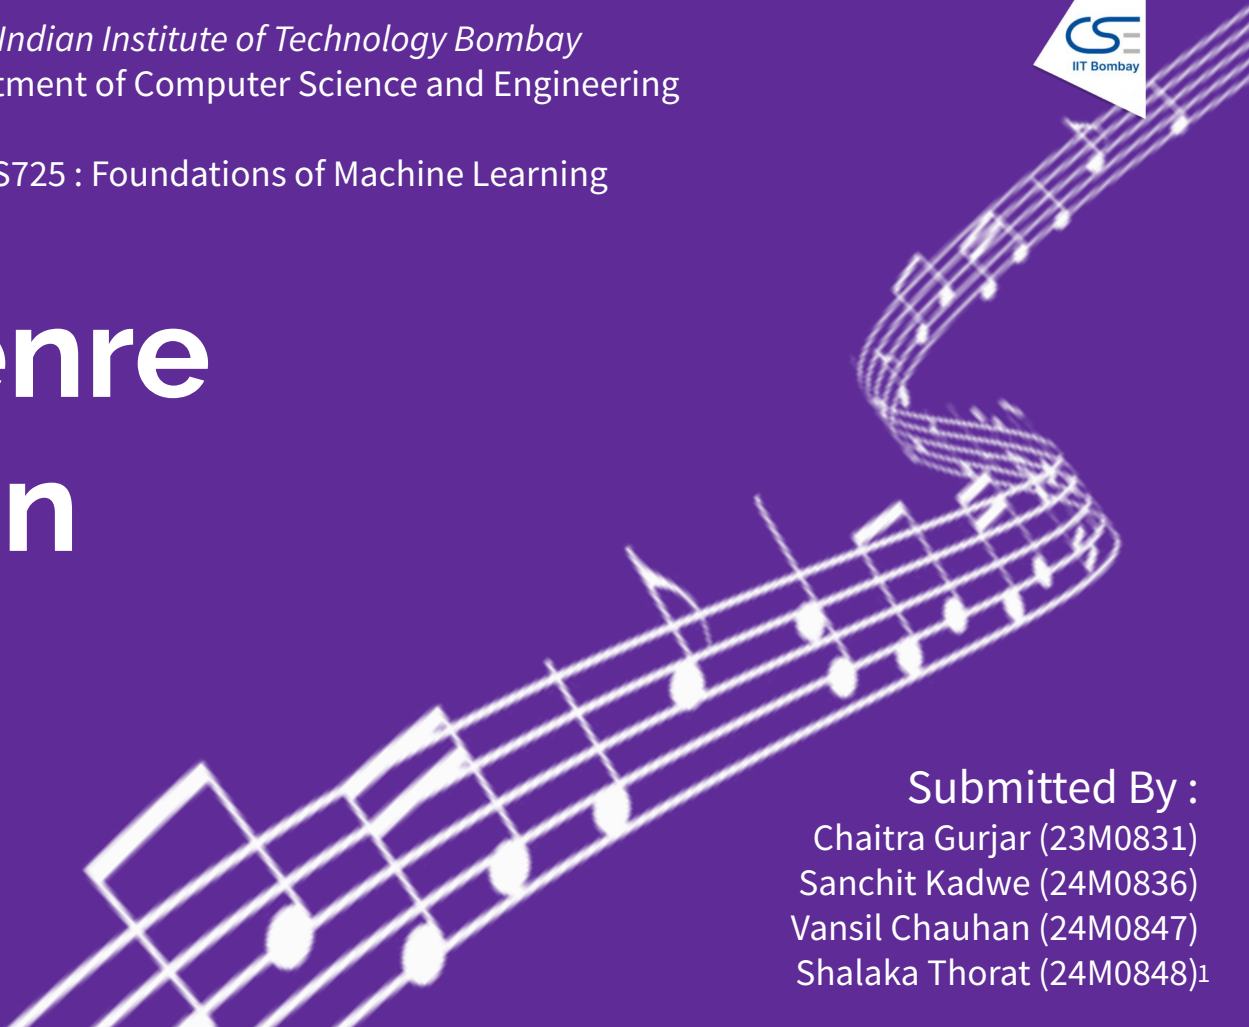 Indian Institute of Technology Bombay
CSE
IIT Bombay
tment of Computer Science and Engineering
S725 : Foundations of Machine Learning
enre
n
Submitted By :
Chaitra Gurjar (23M0831)
Sanchit Kadwe (24M0836)
Vansil Chauhan (24M0847)
Shalaka Thorat (24M0848)1